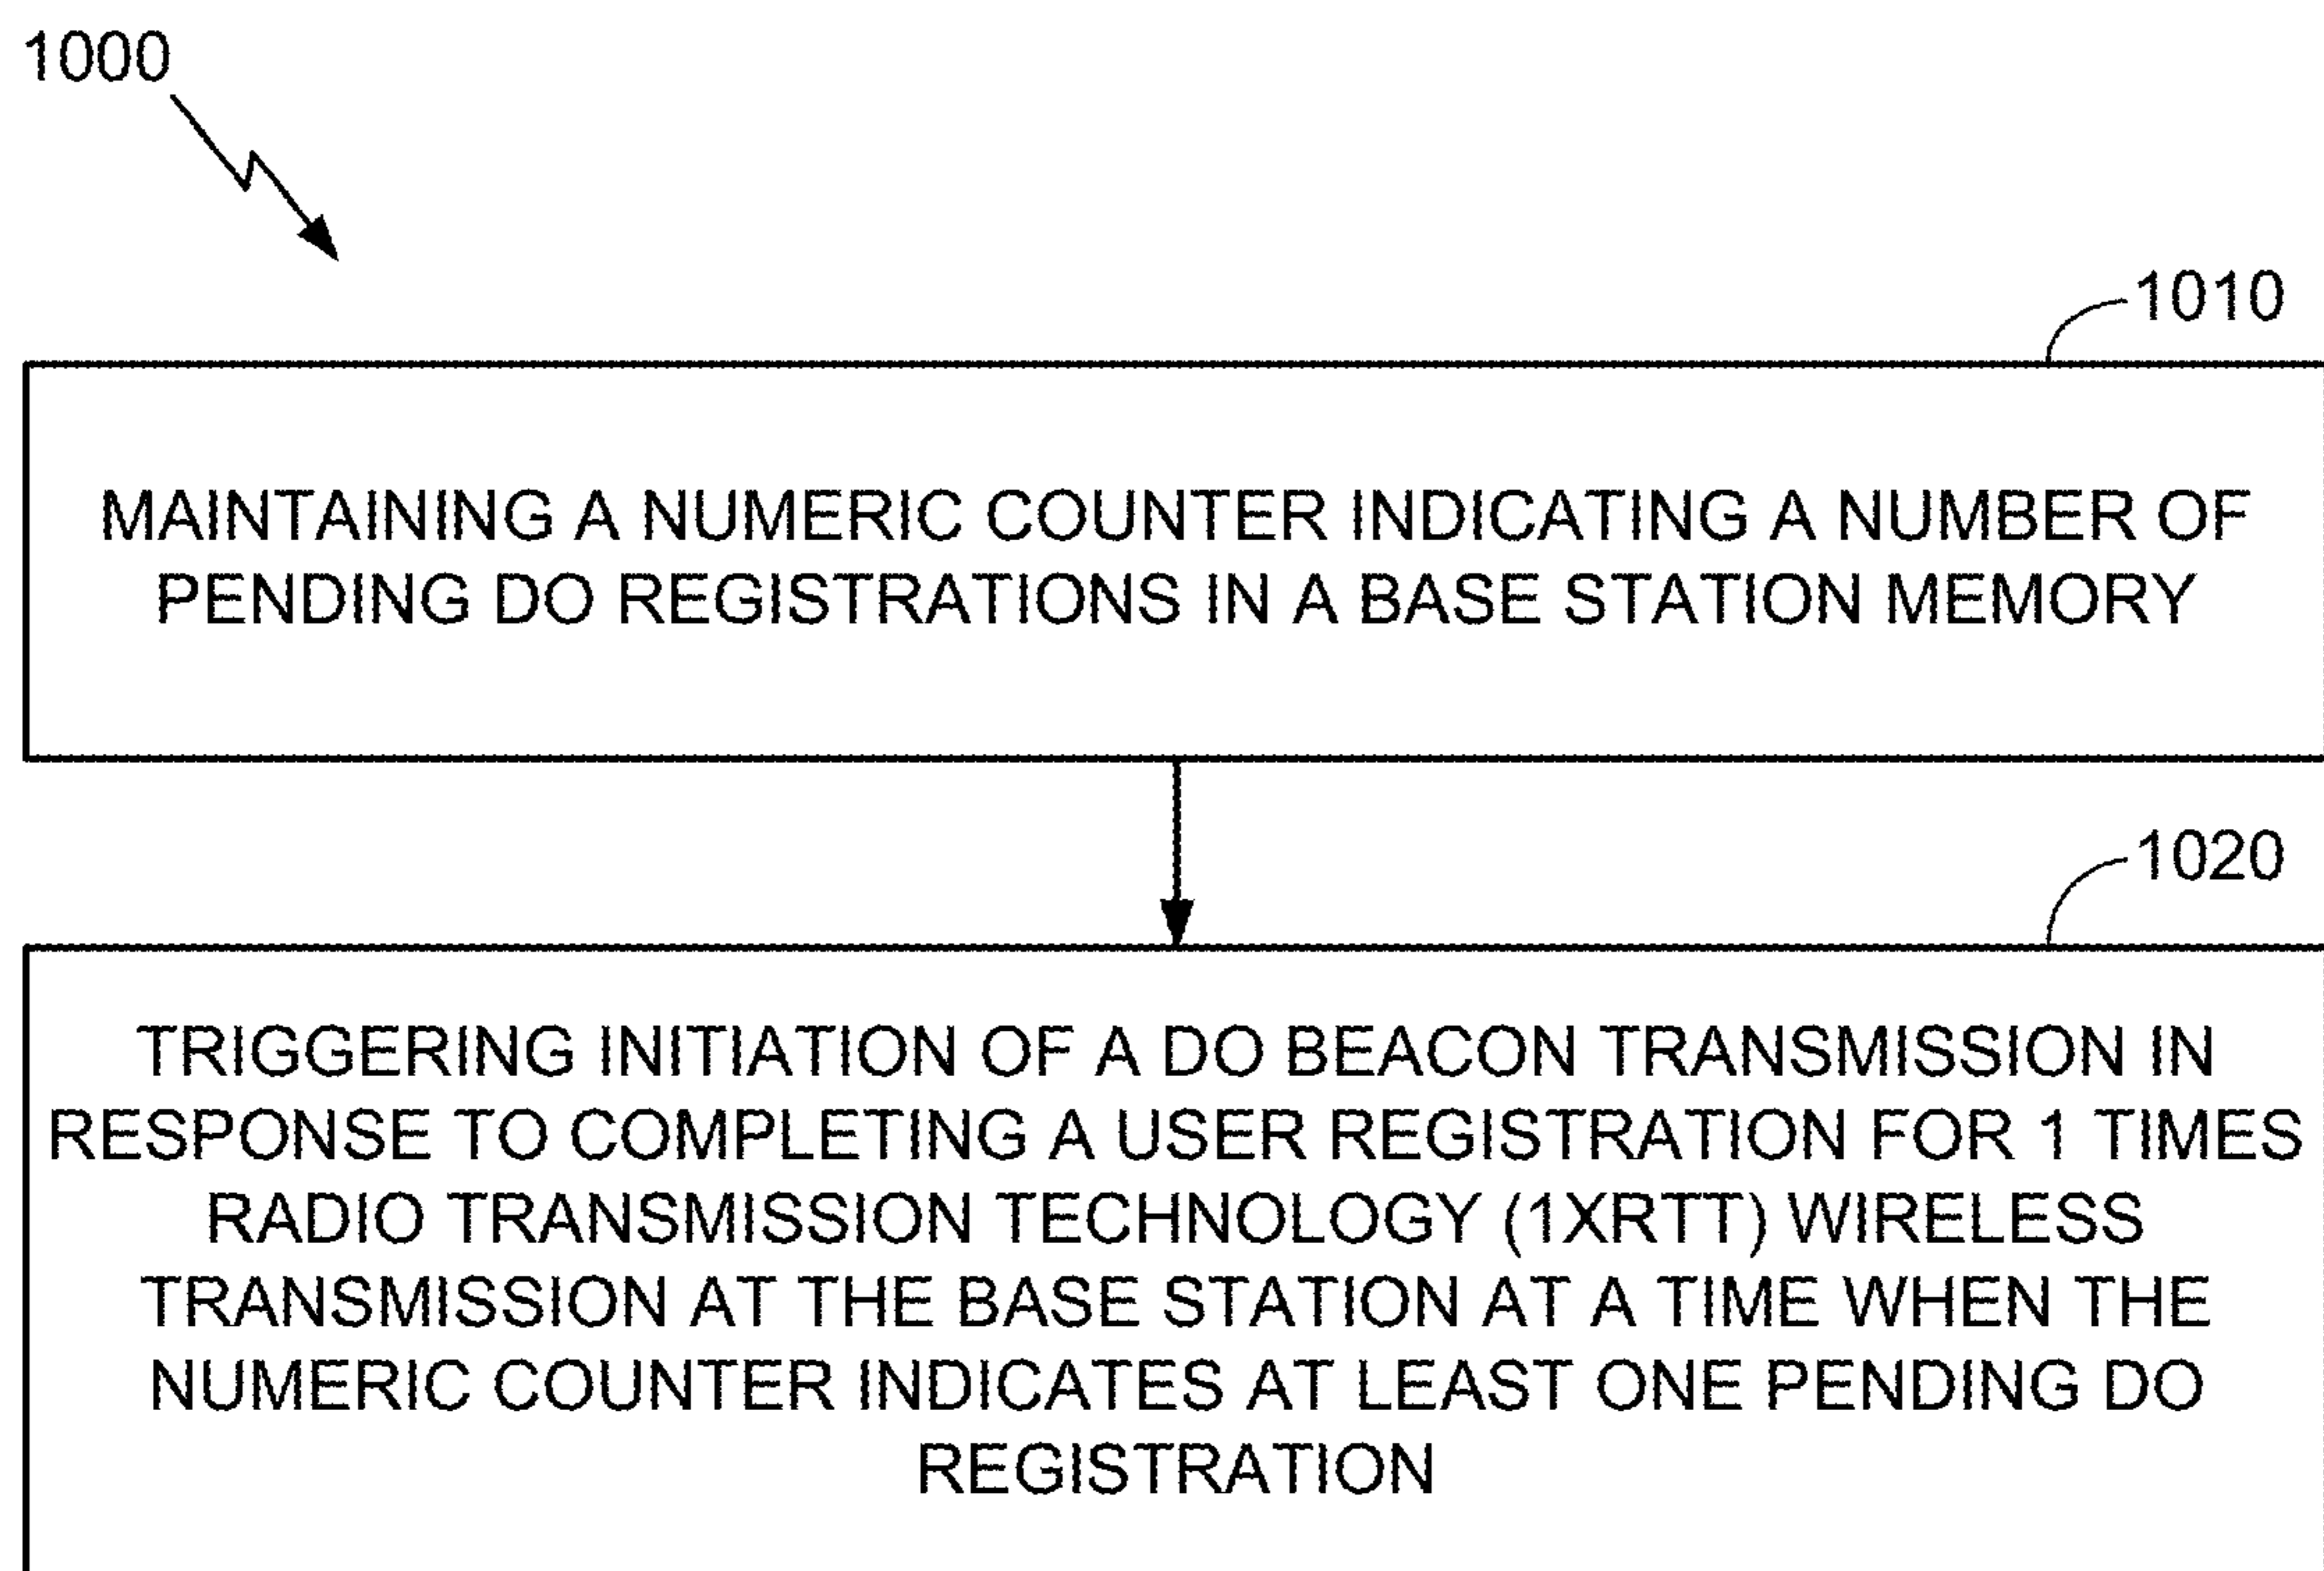 1000
1010
MAINTAINING A NUMERIC COUNTER INDICATING A NUMBER OF
PENDING DO REGISTRATIONS IN A BASE STATION MEMORY
1020
TRIGGERING INITIATION OF A DO BEACON TRANSMISSION IN
RESPONSE TO COMPLETING A USER REGISTRATION FOR 1 TIMES
RADIO TRANSMISSION TECHNOLOGY (1XRTT) WIRELESS
TRANSMISSION AT THE BASE STATION AT A TIME WHEN THE
NUMERIC COUNTER INDICATES AT LEAST ONE PENDING DO
REGISTRATION